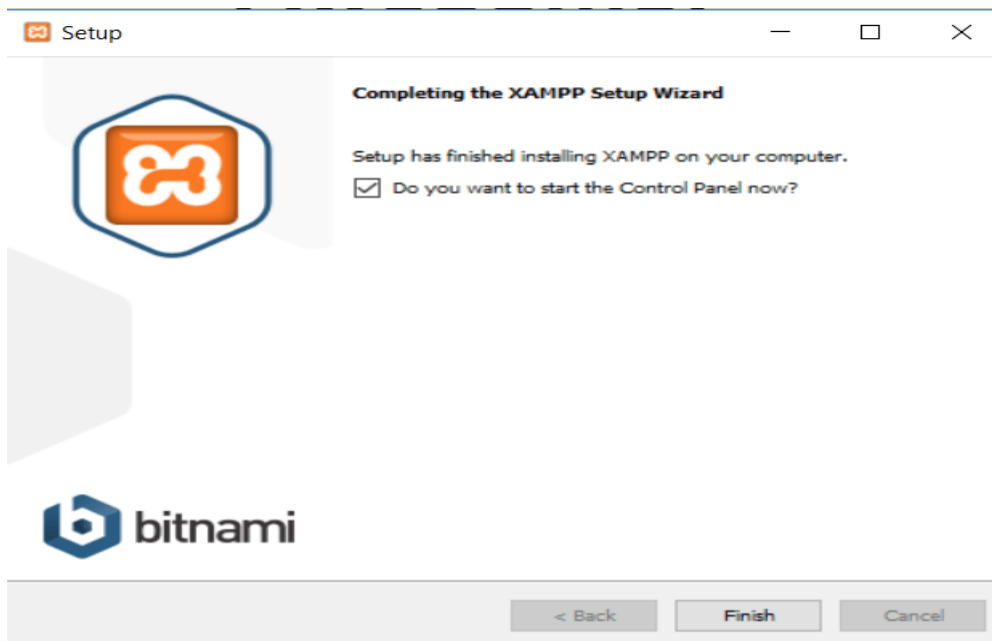 Setup
Completing the XAMPP Setup Wizard
Setup has finished installing XAMPP on your computer.
Do you want to start the Control Panel now?
bitnami
< Back
Finish
Cancel